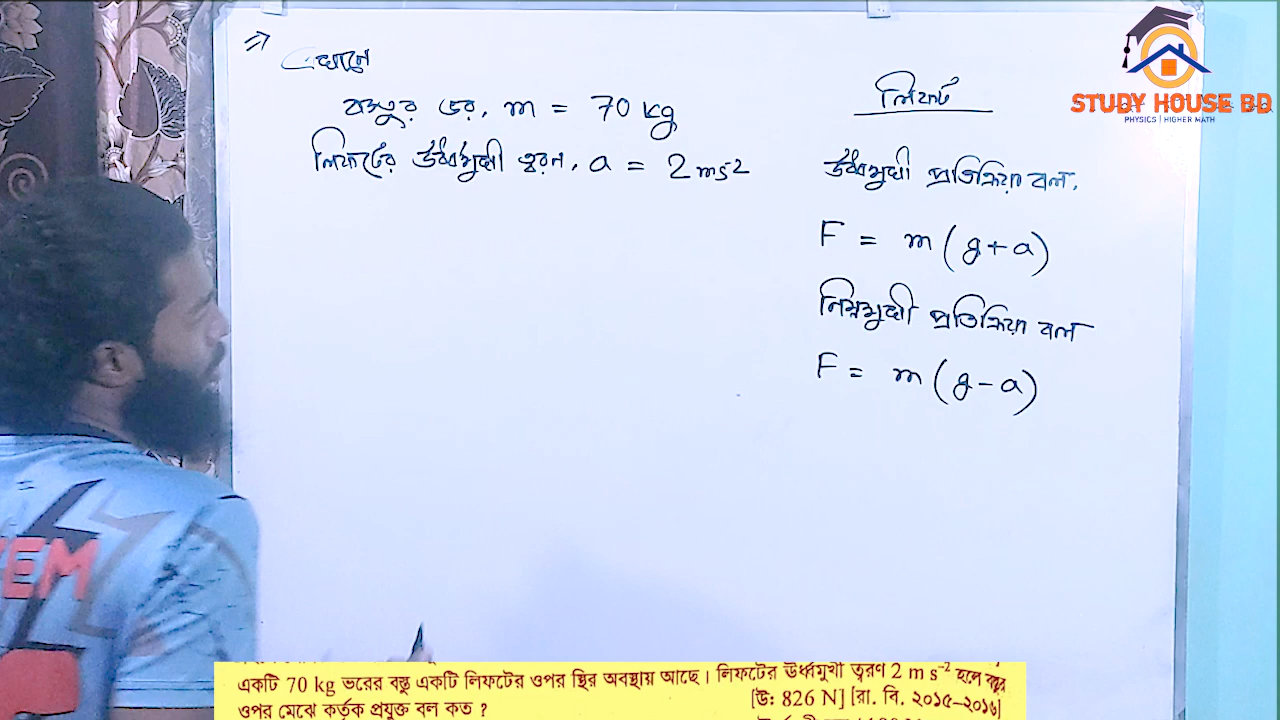 ⇒ এখানে
বস্তুর ভর, m = 70 kg
লিফটের ঊর্ধ্বমুখী ত্বরণ, a = 2 ms-2
লিফট
ঊর্ধ্বমুখী প্রতিক্রিয়া বল,
F = m(g+a)
নিম্নমুখী প্রতিক্রিয়া বল
F = m(g-a)
STUDY HOUSE BD
PHYSICS | HIGHER MATH
একটি 70 kg ভরের বস্তু একটি লিফটের ওপর স্থির অবস্থায় আছে। লিফটের ঊর্ধ্বমুখী ত্বরণ 2 m s⁻² হলে বস্তুর
ওপর মেঝে কর্তৃক প্রযুক্ত বল কত ? [উ: 826 N] [রা. বি. ২০১৫–২০১৬]